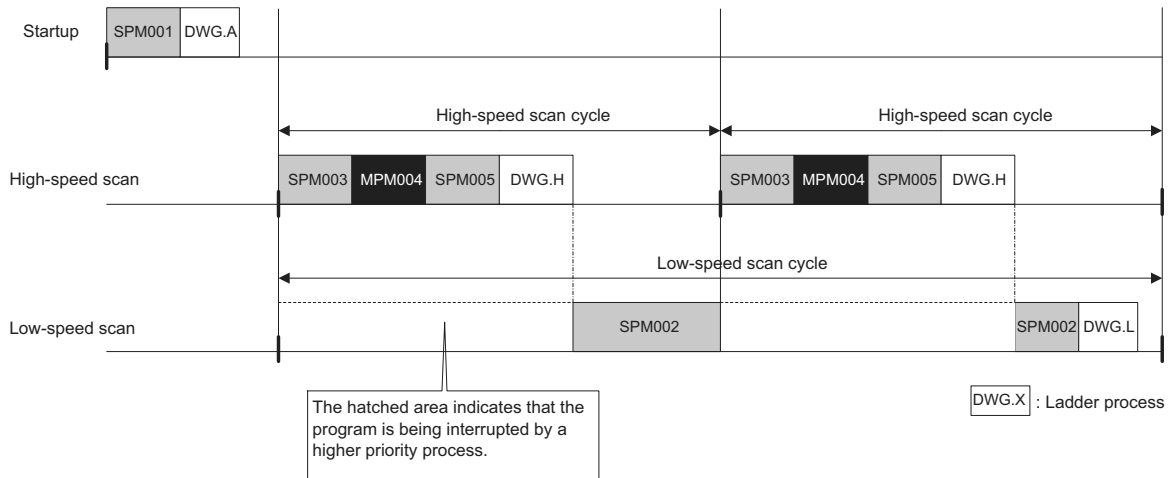 Startup
SPM001 DWG.A
High-speed scan cycle High-speed scan cycle
High-speed scan
SPM003 MPM004 SPM005 DWG.H SPM003 MPM004 SPM005 DWG.H
Low-speed scan cycle
Low-speed scan
SPM002 SPM002 DWG.L
The hatched area indicates that the
program is being interrupted by a
higher priority process.
DWG.X : Ladder process